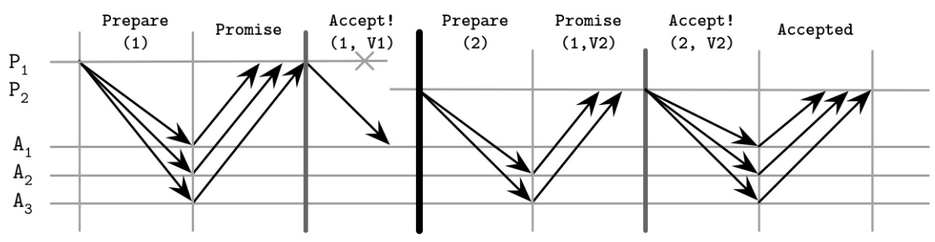 Prepare
(1)
Promise
Accept!
(1, V1)
Prepare
(2)
Promise
(1,V2)
Accept!
(2, V2)
Accepted
P1
P2
A1
A2
A3